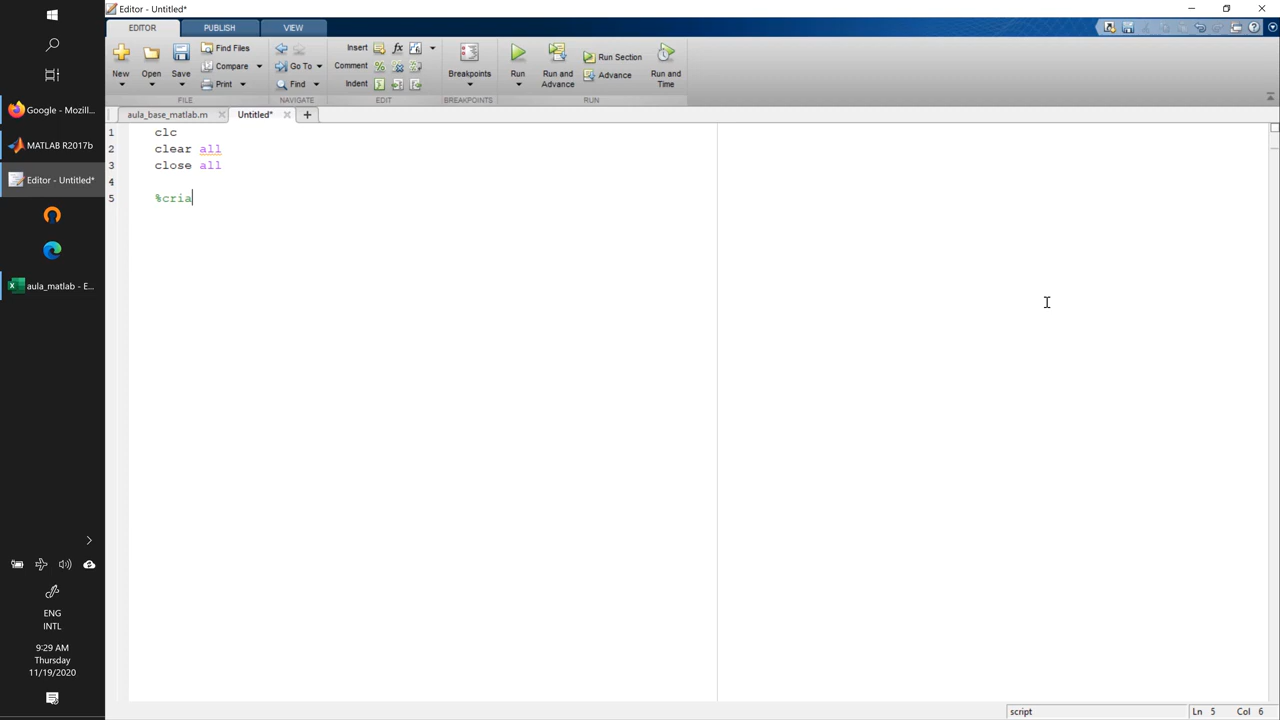 Editor - Untitled*
EDITOR
PUBLISH
VIEW
New
Open
Save
Find Files
Compare
Print
FILE
Go To
Find
NAVIGATE
Insert
Comment
Indent
EDIT
Breakpoints
BREAKPOINTS
Run
Run and
Advance
Run Section
Advance
Run and
Time
RUN
aula_base_matlab.m
Untitled*
1 clc
2 clear all
3 close all
4
5 %cria
Google - Mozill...
MATLAB R2017b
Editor - Untitled*
aula_matlab - E...
ENG
INTL
9:29 AM
Thursday
11/19/2020
script
Ln 5 Col 6